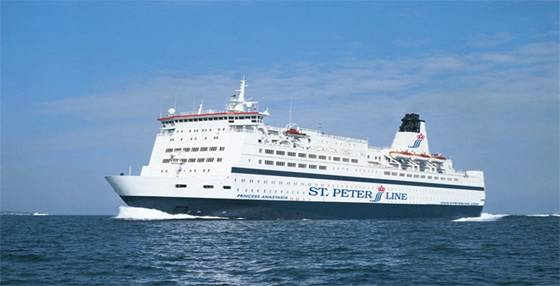 ST. PETER LINE
PRINCESS ANASTASIA